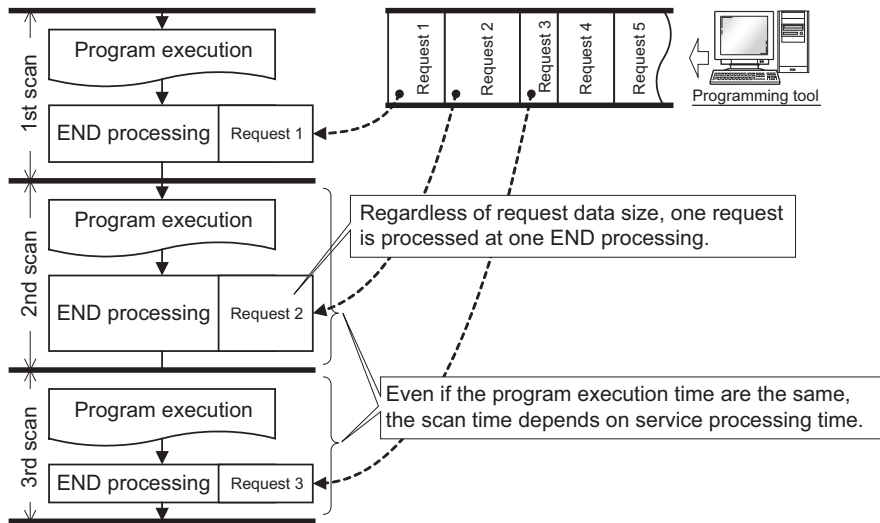 1st scan
Program execution
END processing
Request 1
Request 1
Request 2
Request 3
Request 4
Request 5
Programming tool
2nd scan
Program execution
END processing
Request 2
Regardless of request data size, one request
is processed at one END processing.
3rd scan
Program execution
END processing
Request 3
Even if the program execution time are the same,
the scan time depends on service processing time.